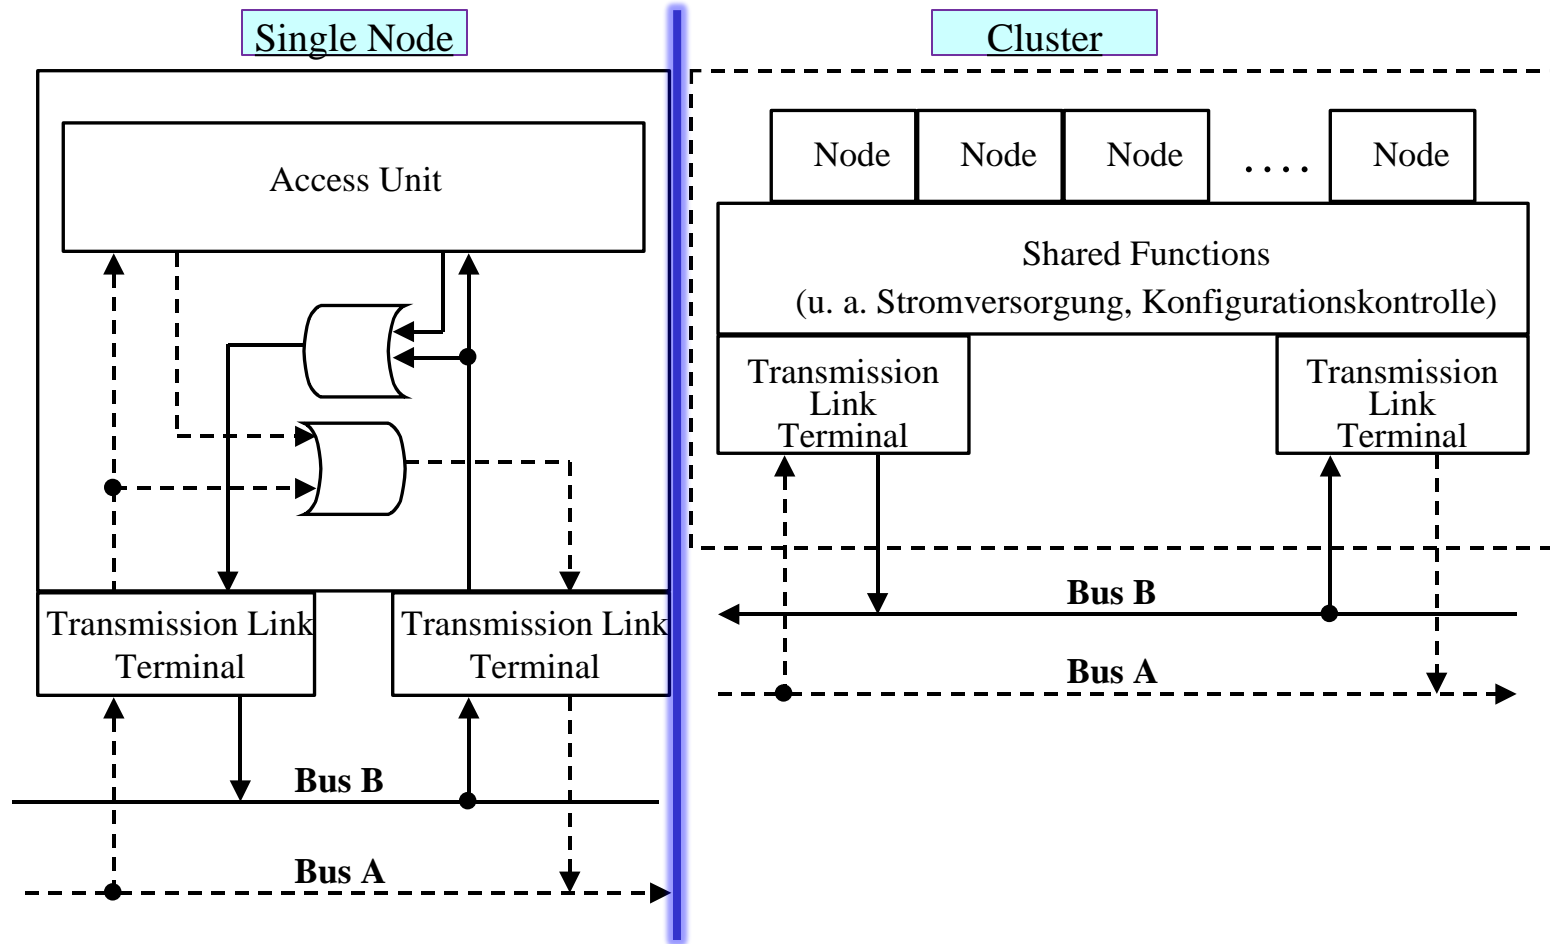 Single Node
Access Unit
Transmission Link
Terminal
Transmission Link
Terminal
Bus B
Bus A
Cluster
Node
Node
Node
....
Node
Shared Functions
(u. a. Stromversorgung, Konfigurationskontrolle)
Transmission
Link
Terminal
Transmission
Link
Terminal
Bus B
Bus A